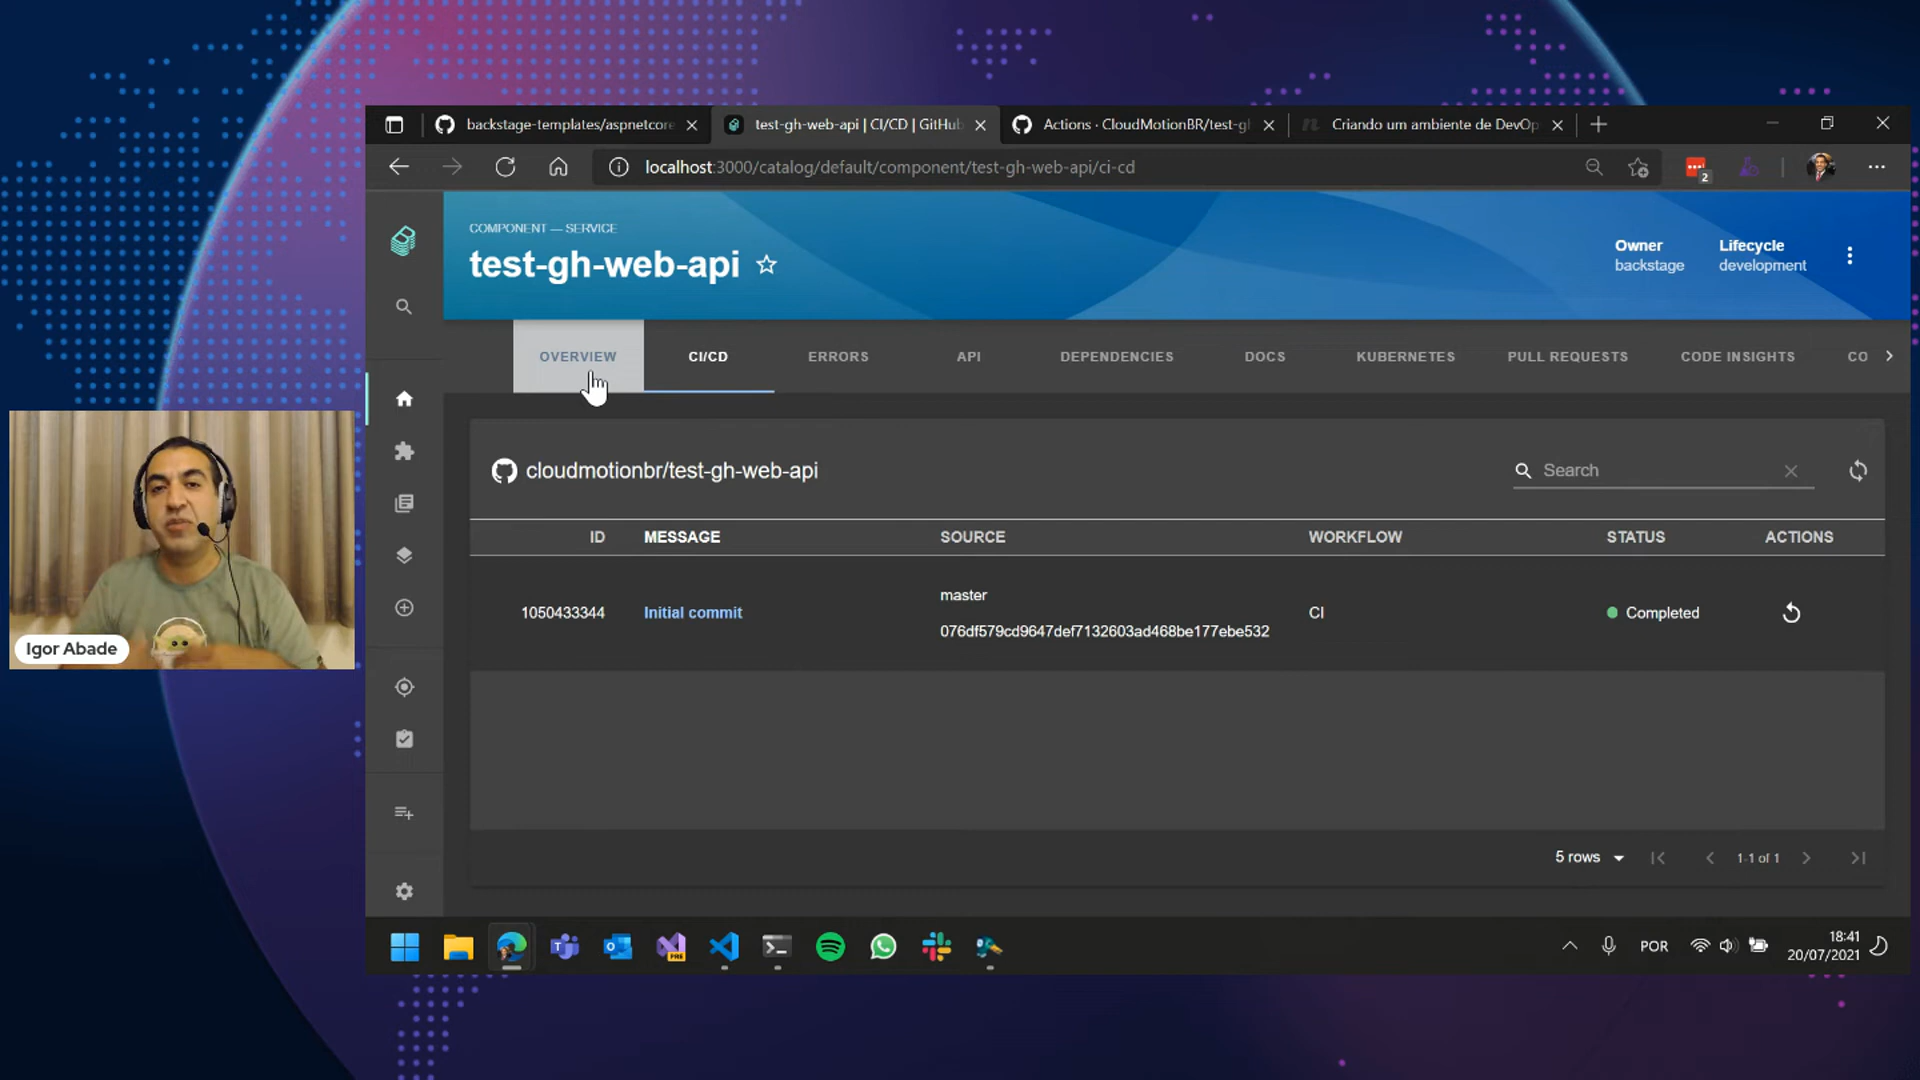 backstage-templates/aspnetcore
test-gh-web-api | CI/CD | GitHub
Actions · CloudMotionBR/test-gl
Criando um ambiente de DevOp
localhost:3000/catalog/default/component/test-gh-web-api/ci-cd
2
COMPONENT — SERVICE
test-gh-web-api
Owner
backstage
Lifecycle
development
OVERVIEW
CI/CD
ERRORS
API
DEPENDENCIES
DOCS
KUBERNETES
PULL REQUESTS
CODE INSIGHTS
CO
cloudmotionbr/test-gh-web-api
Search
ID MESSAGE SOURCE WORKFLOW STATUS ACTIONS
master
1050433344 Initial commit CI Completed
076df579cd9647def7132603ad468be177ebe532
5 rows
1-1 of 1
Igor Abade
PRE
POR
18:41
20/07/2021